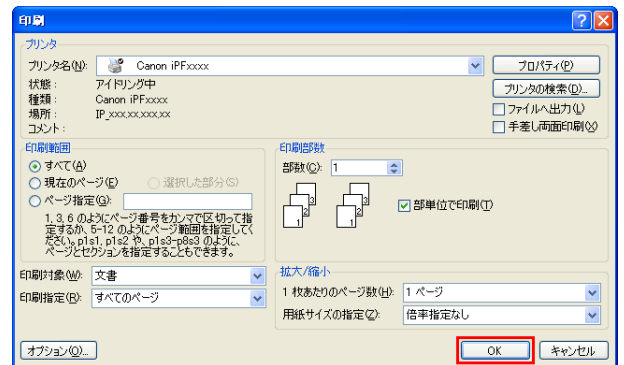 印刷
プリンタ
プリンタ名(N): Canon iPFxxxx プロパティ(P)
状態： アイドリング中 プリンタの検索(D)...
種類： Canon iPFxxxx
場所： IP_xxx,xx,xxx,xx ファイルへ出力(L)
コメント： 手差し両面印刷(X)
印刷範囲
すべて(A)
現在のページ(E) 選択した部分(S)
ページ指定(G):
1, 3, 6 のようにページ番号をカンマで区切って指
定するか、5-12 のようにページ範囲を指定してく
ださい。p1s1, p1s2 や、p1s3-p8s3 のように、
ページとセクションを指定することもできます。
印刷部数
部数(C): 1
3 3
2 2
1 1
部単位で印刷(T)
印刷対象(W): 文書
印刷指定(R): すべてのページ
拡大/縮小
1 枚あたりのページ数(H): 1 ページ
用紙サイズの指定(Z): 倍率指定なし
オプション(O)... OK キャンセル